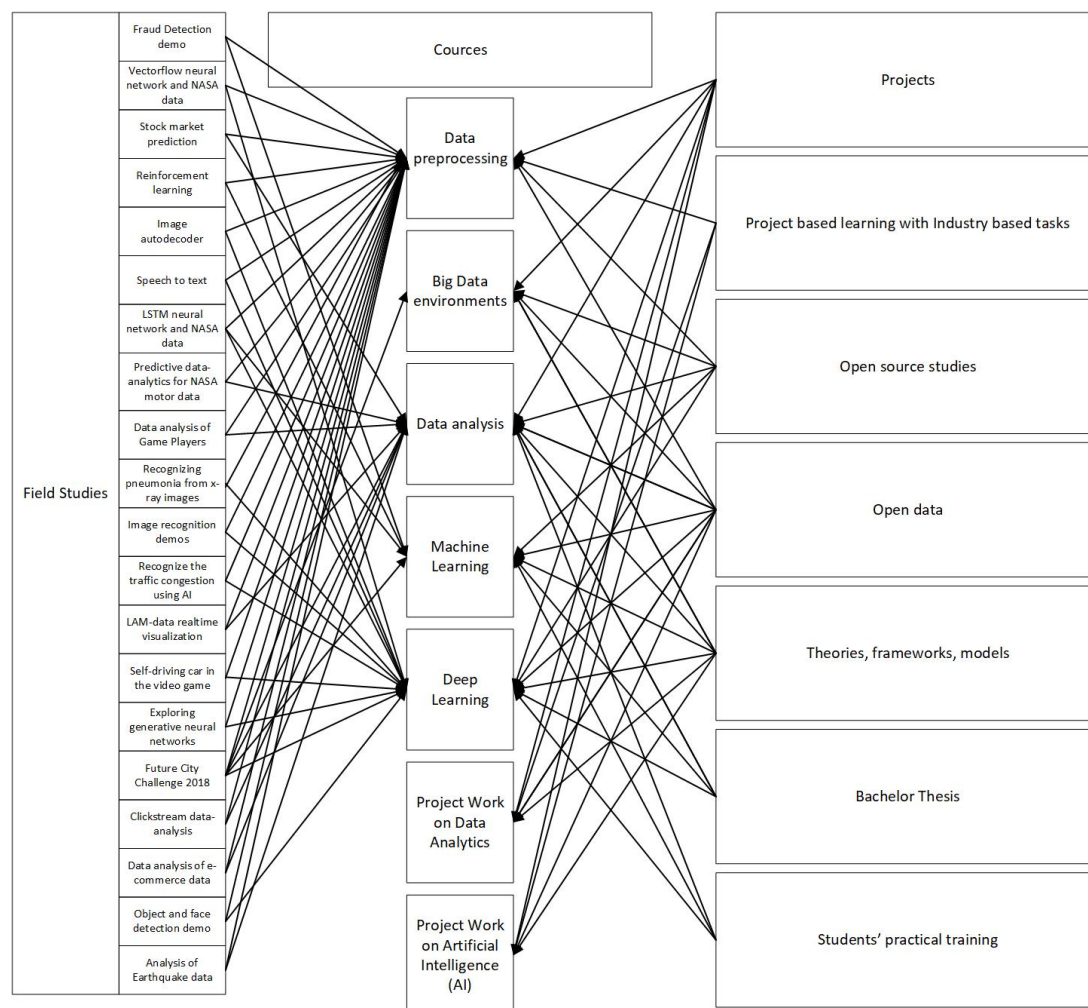 Field Studies
Fraud Detection
demo
Vectorflow neural
network and NASA
data
Stock market
prediction
Reinforcement
learning
Image
autodecoder
Speech to text
LSTM neural
network and NASA
data
Predictive data-
analytics for NASA
motor data
Data analysis of
Game Players
Recognizing
pneumonia from x-
ray images
Image recognition
demos
Recognize the
traffic congestion
using AI
LAM-data realtime
visualization
Self-driving car in
the video game
Exploring
generative neural
networks
Future City
Challenge 2018
Clickstream data-
analysis
Data analysis of e-
commerce data
Object and face
detection demo
Analysis of
Earthquake data
Cources
Data
preprocessing
Big Data
environments
Data analysis
Machine
Learning
Deep
Learning
Project Work
on Data
Analytics
Project Work
on Artificial
Intelligence
(AI)
Projects
Project based learning with Industry based tasks
Open source studies
Open data
Theories, frameworks, models
Bachelor Thesis
Students’ practical training